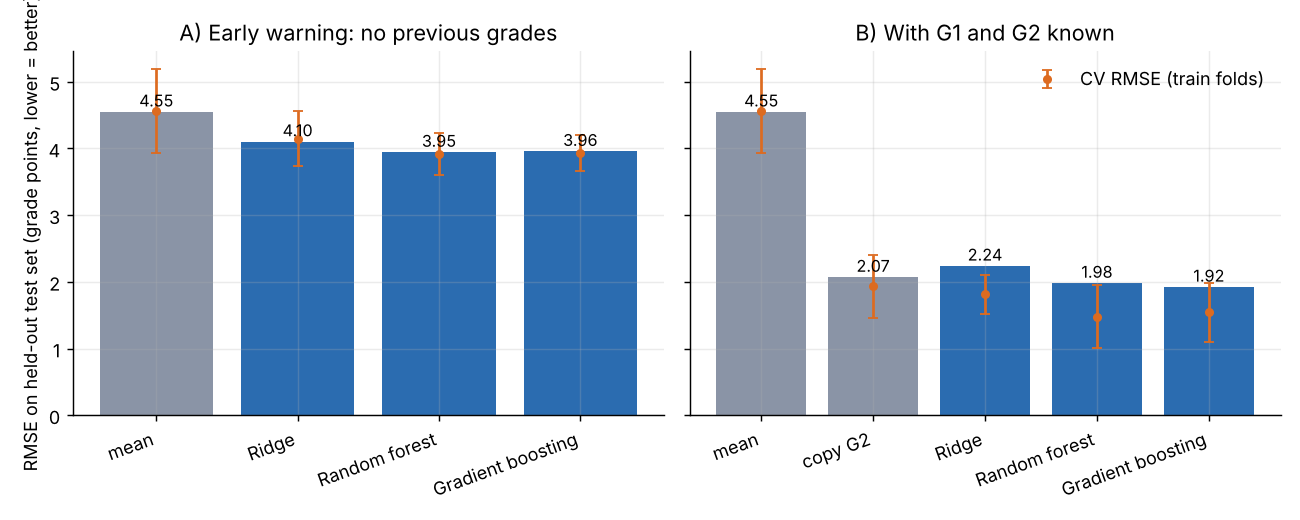 RMSE on held-out test set (grade points, lower = better)
A) Early warning: no previous grades
5
4
3
2
1
0
4.55
4.10
3.95
3.96
mean
Ridge
Random forest
Gradient boosting
B) With G1 and G2 known
CV RMSE (train folds)
4.55
2.07
2.24
1.98
1.92
mean
copy G2
Ridge
Random forest
Gradient boosting